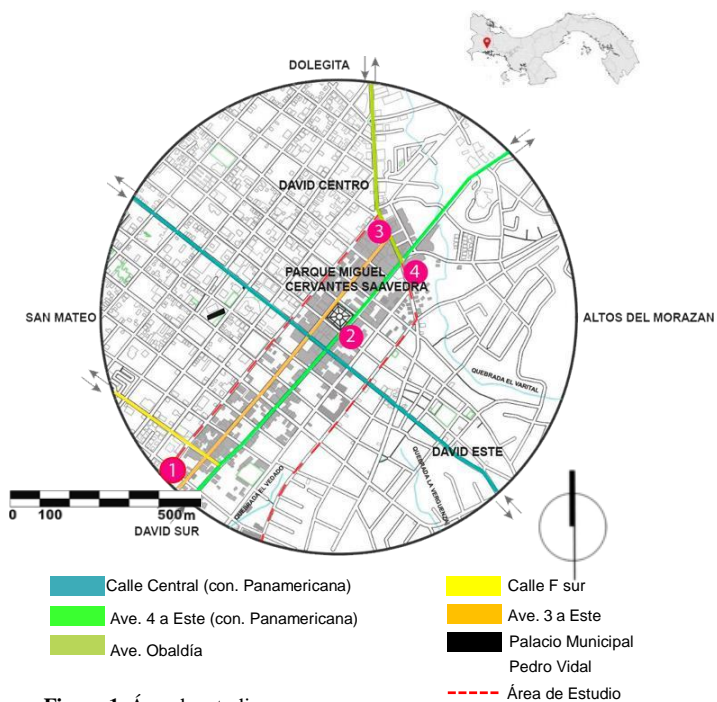 DOLEGITA
DAVID CENTRO
3
PARQUE MIGUEL
CERVANTES SAAVEDRA
4
SAN MATEO
ALTOS DEL MORAZAN
2
QUEBRADA EL VARITAL
DAVID ESTE
1
QUEBRADA EL VEDADO
QUEBRADA LA VERGUENZA
0 100 500m
DAVID SUR
Calle Central (con. Panamericana)
Ave. 4 a Este (con. Panamericana)
Ave. Obaldía
Calle F sur
Ave. 3 a Este
Palacio Municipal
Pedro Vidal
Área de Estudio